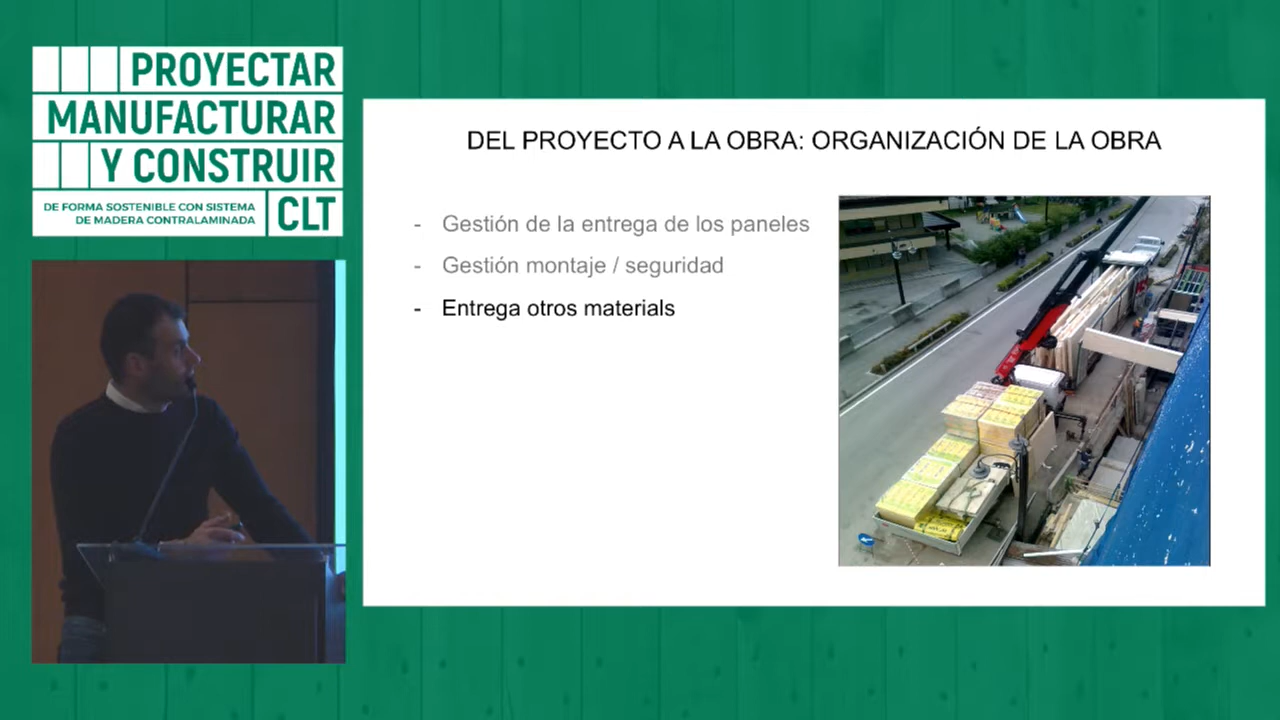 PROYECTAR
MANUFACTURAR
Y CONSTRUIR
DE FORMA SOSTENIBLE CON SISTEMA
DE MADERA CONTRALAMINADA
CLT
DEL PROYECTO A LA OBRA: ORGANIZACIÓN DE LA OBRA
- Gestión de la entrega de los paneles
- Gestión montaje / seguridad
- Entrega otros materials